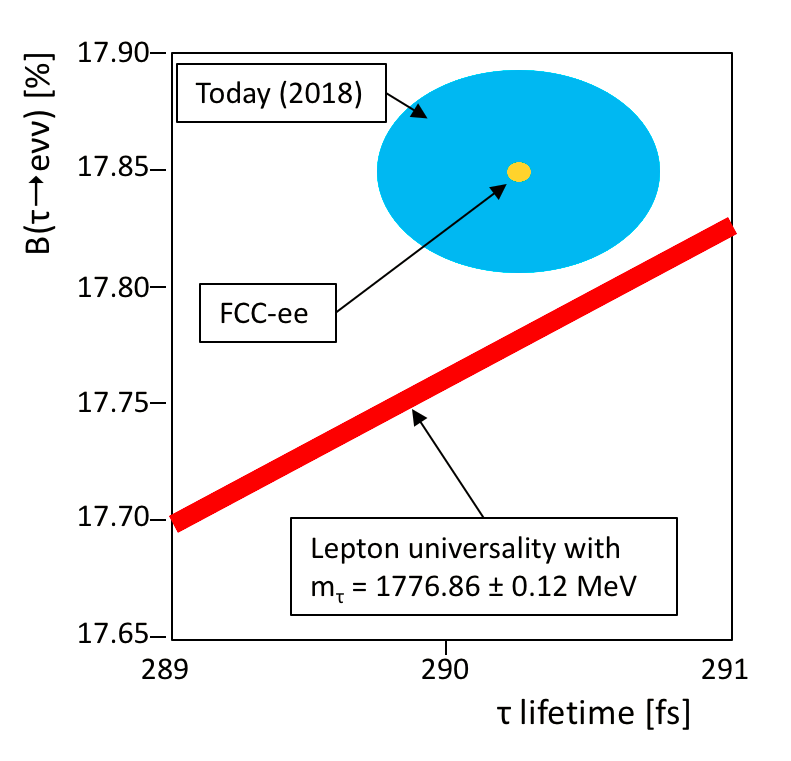 B(τ→eνν) [%]
17.90
17.85
17.80
17.75
17.70
17.65
Today (2018)
FCC-ee
Lepton universality with
mτ = 1776.86 ± 0.12 MeV
289
290
291
τ lifetime [fs]